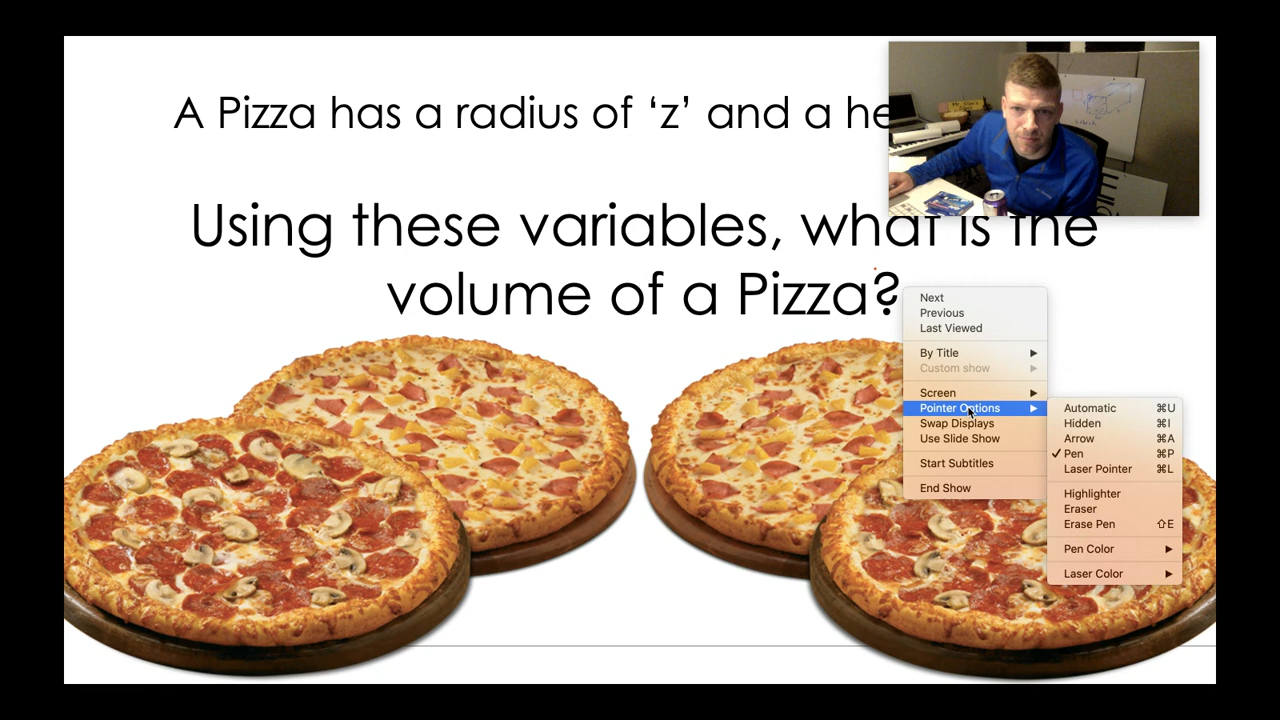 A Pizza has a radius of ‘z’ and a he
Using these variables, what is the
volume of a Pizza?
Next
Previous
Last Viewed
By Title
Custom show
Screen
Pointer Options
Swap Displays
Use Slide Show
Start Subtitles
End Show
Automatic ⌘U
Hidden ⌘I
Arrow ⌘A
✓ Pen ⌘P
Laser Pointer ⌘L
Highlighter
Eraser
Erase Pen ⇧E
Pen Color
Laser Color